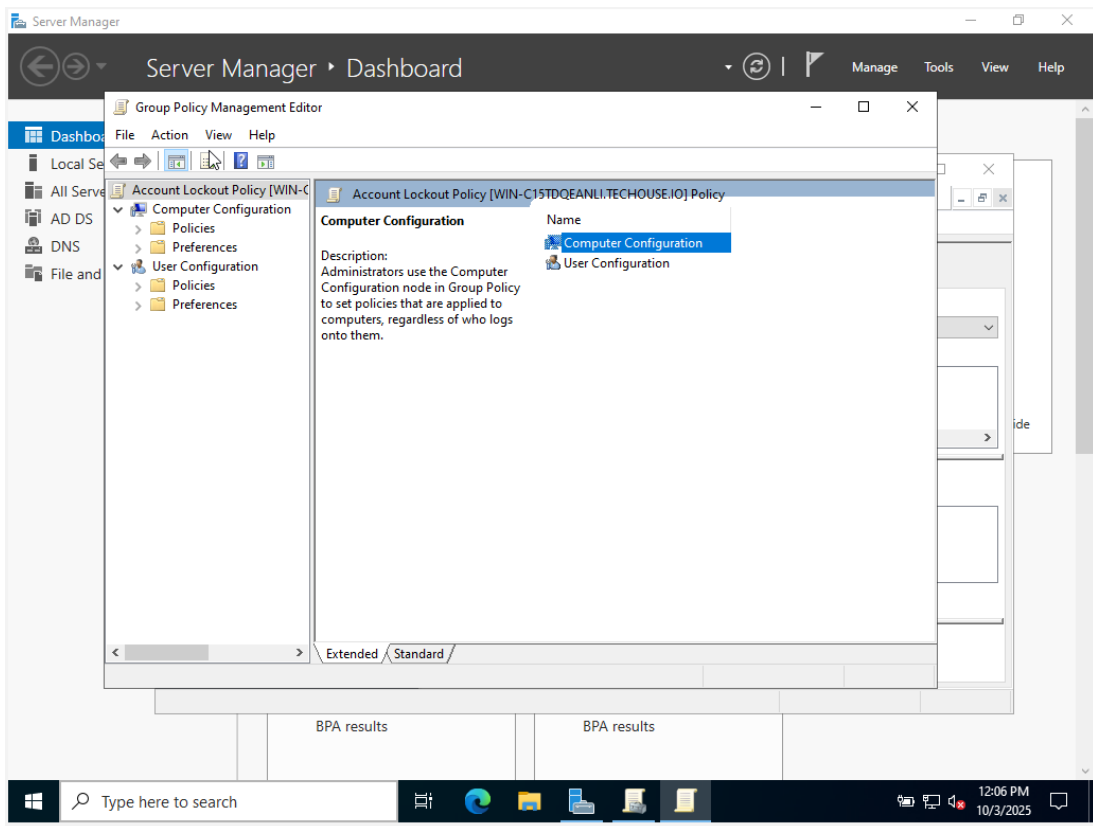 Server Manager
Server Manager • Dashboard
Manage Tools View Help
Group Policy Management Editor
File Action View Help
Dashboa
Local Se
All Serve
AD DS
DNS
File and
Account Lockout Policy [WIN-C
Computer Configuration
Policies
Preferences
User Configuration
Policies
Preferences
Account Lockout Policy [WIN-C15TDQEANLI.TECHOUSE.IO] Policy
Computer Configuration
Description:
Administrators use the Computer
Configuration node in Group Policy
to set policies that are applied to
computers, regardless of who logs
onto them.
Name
Computer Configuration
User Configuration
ide
Extended Standard
BPA results
BPA results
Type here to search
12:06 PM
10/3/2025